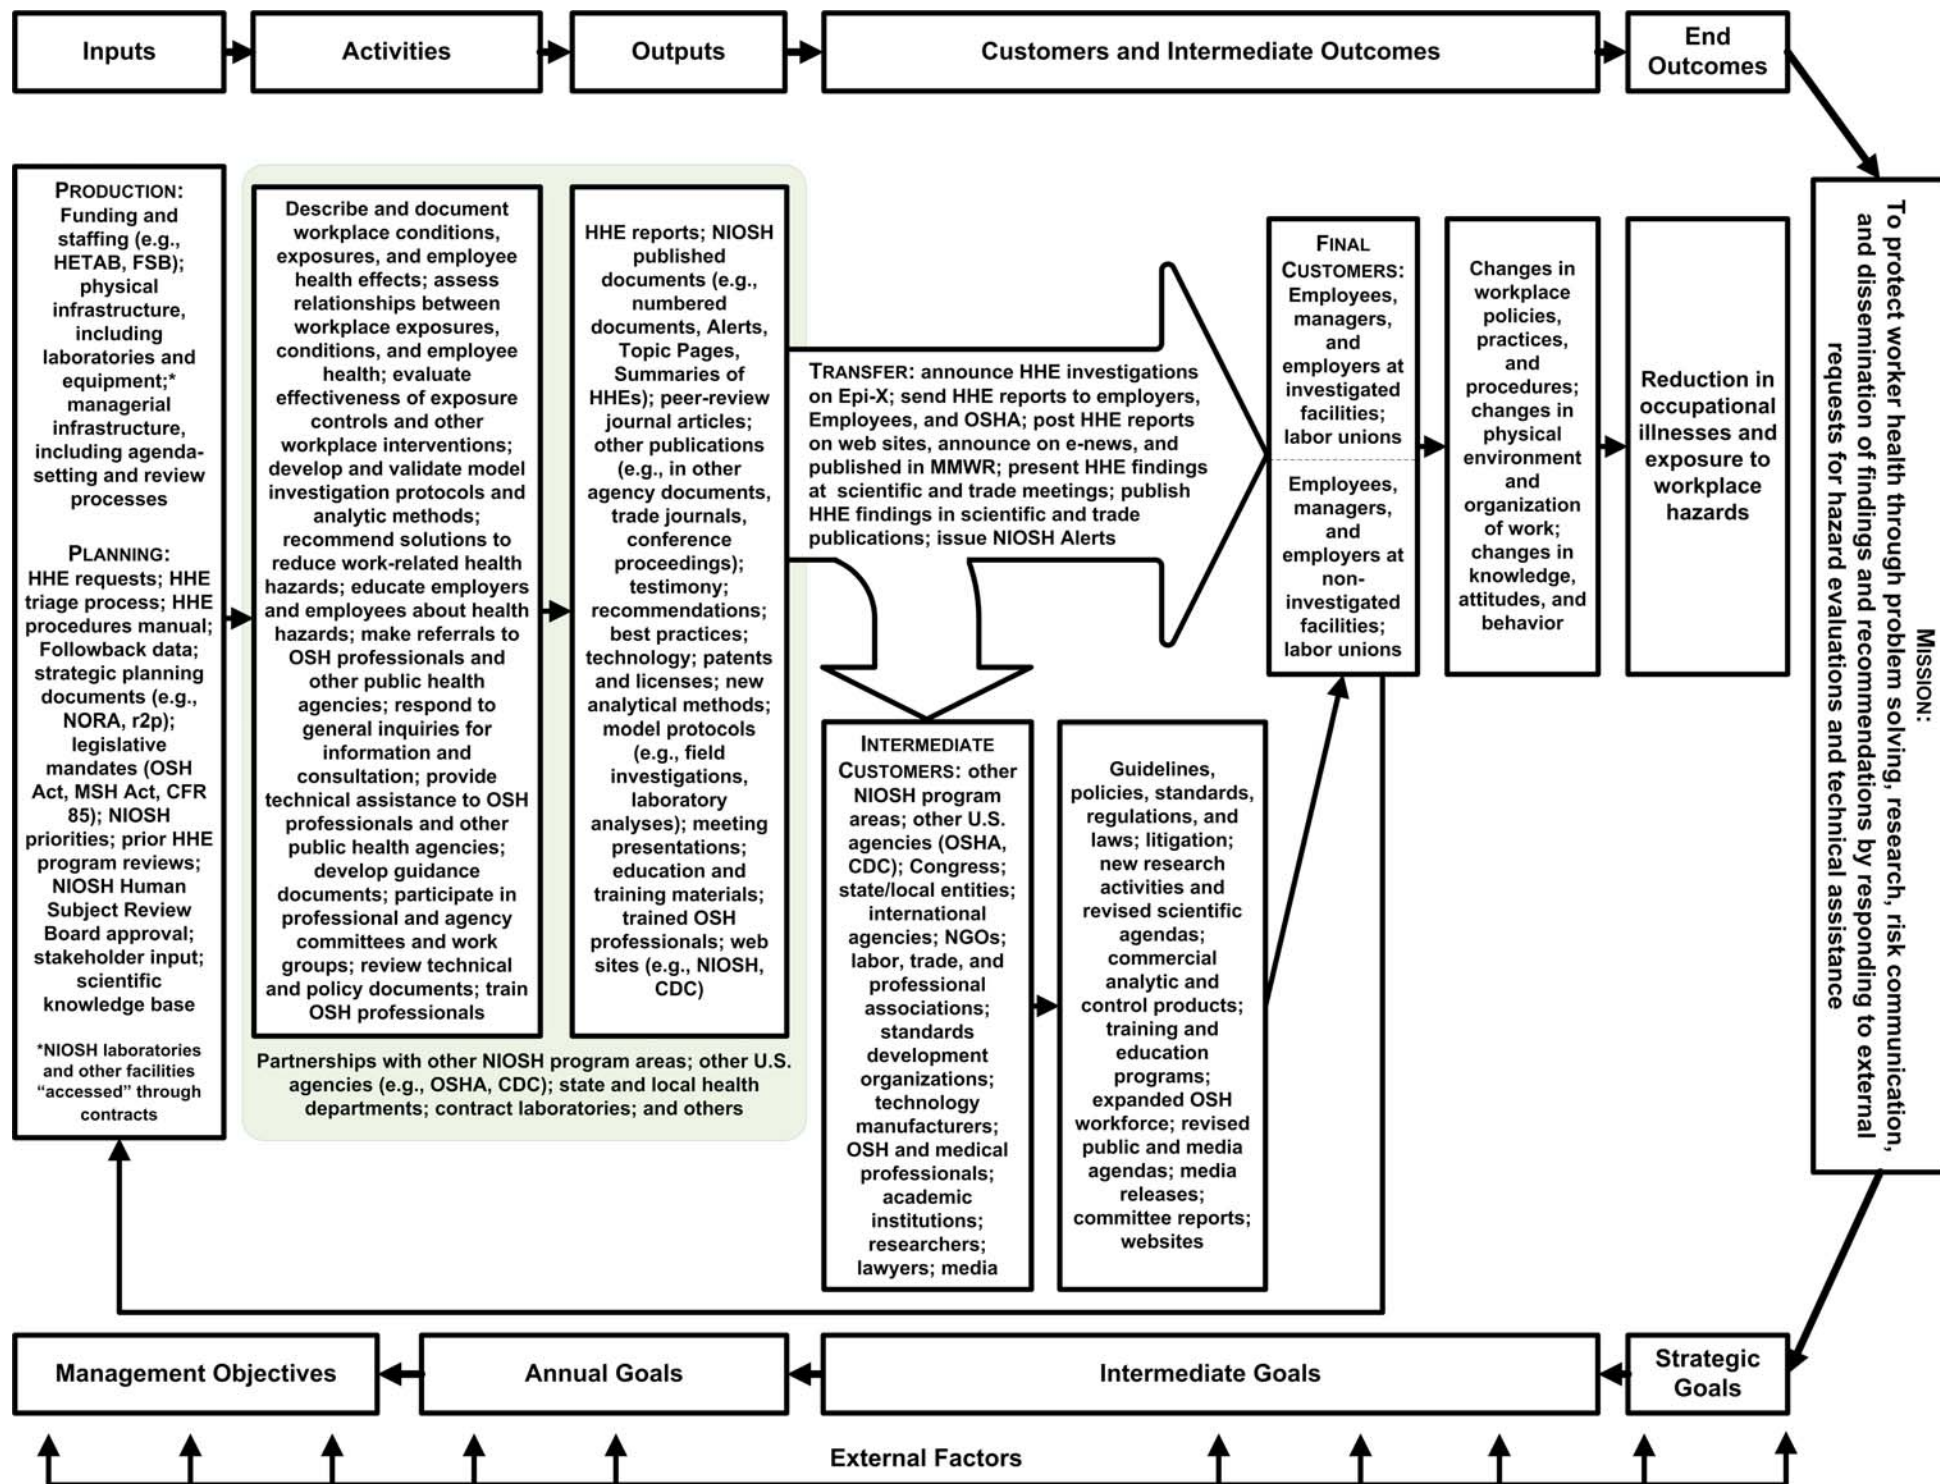 Inputs
Activities
Outputs
Customers and Intermediate Outcomes
End
Outcomes
PRODUCTION:
Funding and
staffing (e.g.,
HETAB, FSB);
physical
infrastructure,
including
laboratories and
equipment;*
managerial
infrastructure,
including agenda-
setting and review
processes
PLANNING:
HHE requests; HHE
triage process; HHE
procedures manual;
Followback data;
strategic planning
documents (e.g.,
NORA, r2p);
legislative
mandates (OSH
Act, MSH Act, CFR
85); NIOSH
priorities; prior HHE
program reviews;
NIOSH Human
Subject Review
Board approval;
stakeholder input;
scientific
knowledge base
*NIOSH laboratories
and other facilities
“accessed” through
contracts
Describe and document
workplace conditions,
exposures, and employee
health effects; assess
relationships between
workplace exposures,
conditions, and employee
health; evaluate
effectiveness of exposure
controls and other
workplace interventions;
develop and validate model
investigation protocols and
analytic methods;
recommend solutions to
reduce work-related health
hazards; educate employers
and employees about health
hazards; make referrals to
OSH professionals and
other public health
agencies; respond to
general inquiries for
information and
consultation; provide
technical assistance to OSH
professionals and other
public health agencies;
develop guidance
documents; participate in
professional and agency
committees and work
groups; review technical
and policy documents; train
OSH professionals
HHE reports; NIOSH
published
documents (e.g.,
numbered
documents, Alerts,
Topic Pages,
Summaries of
HHEs); peer-review
journal articles;
other publications
(e.g., in other
agency documents,
trade journals,
conference
proceedings);
testimony;
recommendations;
best practices;
technology; patents
and licenses; new
analytical methods;
model protocols
(e.g., field
investigations,
laboratory
analyses); meeting
presentations;
education and
training materials;
trained OSH
professionals; web
sites (e.g., NIOSH,
CDC)
Partnerships with other NIOSH program areas; other U.S.
agencies (e.g., OSHA, CDC); state and local health
departments; contract laboratories; and others
TRANSFER: announce HHE investigations
on Epi-X; send HHE reports to employers,
Employees, and OSHA; post HHE reports
on web sites, announce on e-news, and
published in MMWR; present HHE findings
at scientific and trade meetings; publish
HHE findings in scientific and trade
publications; issue NIOSH Alerts
INTERMEDIATE
CUSTOMERS: other
NIOSH program
areas; other U.S.
agencies (OSHA,
CDC); Congress;
state/local entities;
international
agencies; NGOs;
labor, trade, and
professional
associations;
standards
development
organizations;
technology
manufacturers;
OSH and medical
professionals;
academic
institutions;
researchers;
lawyers; media
Guidelines,
policies, standards,
regulations, and
laws; litigation;
new research
activities and
revised scientific
agendas;
commercial
analytic and
control products;
training and
education
programs;
expanded OSH
workforce; revised
public and media
agendas; media
releases;
committee reports;
websites
FINAL
CUSTOMERS:
Employees,
managers,
and
employers at
investigated
facilities;
labor unions
Employees,
managers,
and
employers at
non-
investigated
facilities;
labor unions
Changes in
workplace
policies,
practices,
and
procedures;
changes in
physical
environment
and
organization
of work;
changes in
knowledge,
attitudes, and
behavior
Reduction in
occupational
illnesses and
exposure to
workplace
hazards
MISSION:
To protect worker health through problem solving, research, risk communication,
and dissemination of findings and recommendations by responding to external
requests for hazard evaluations and technical assistance
Management Objectives
Annual Goals
Intermediate Goals
Strategic
Goals
External Factors